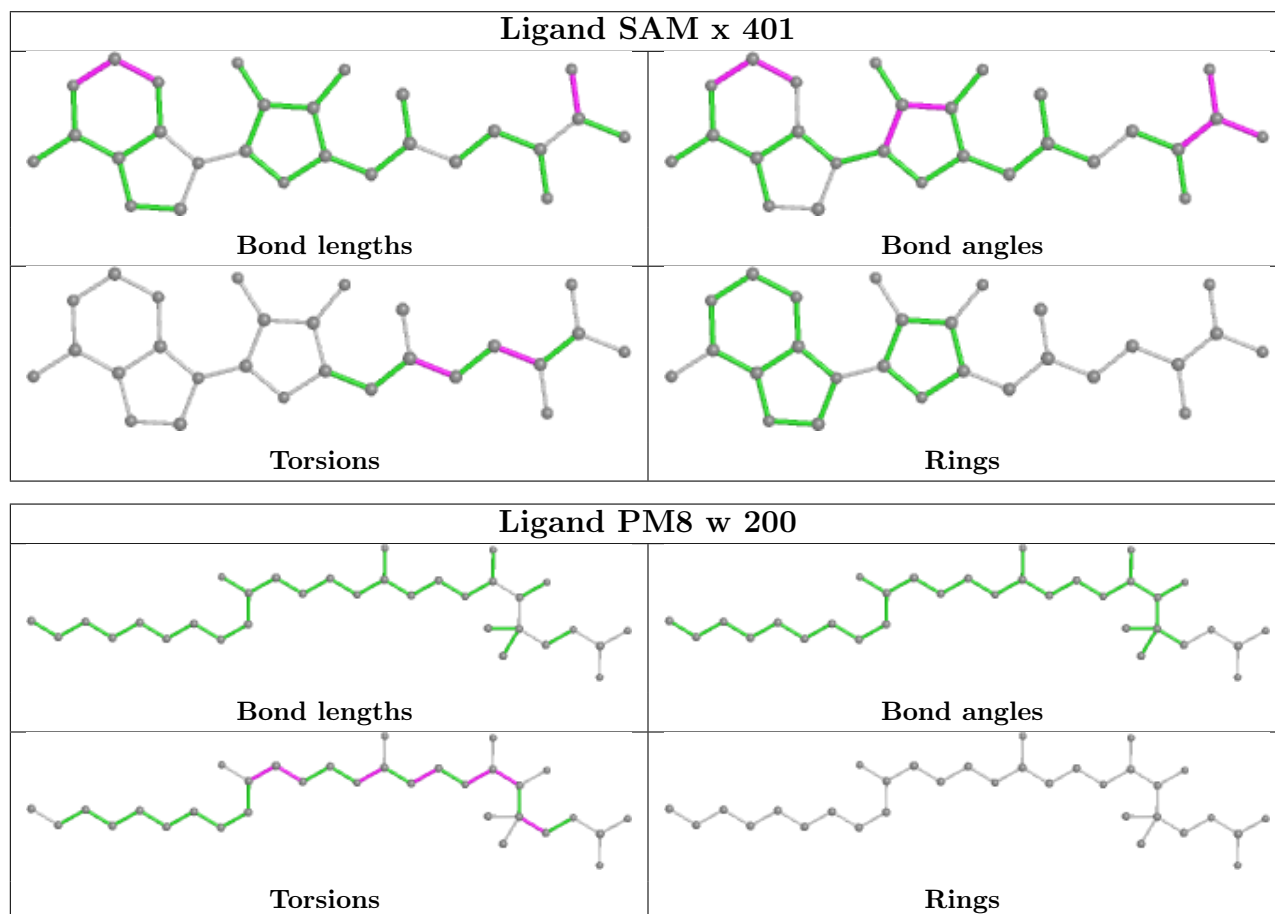 Ligand SAM x 401
Bond lengths
Bond angles
Torsions
Rings
Ligand PM8 w 200
Bond lengths
Bond angles
Torsions
Rings